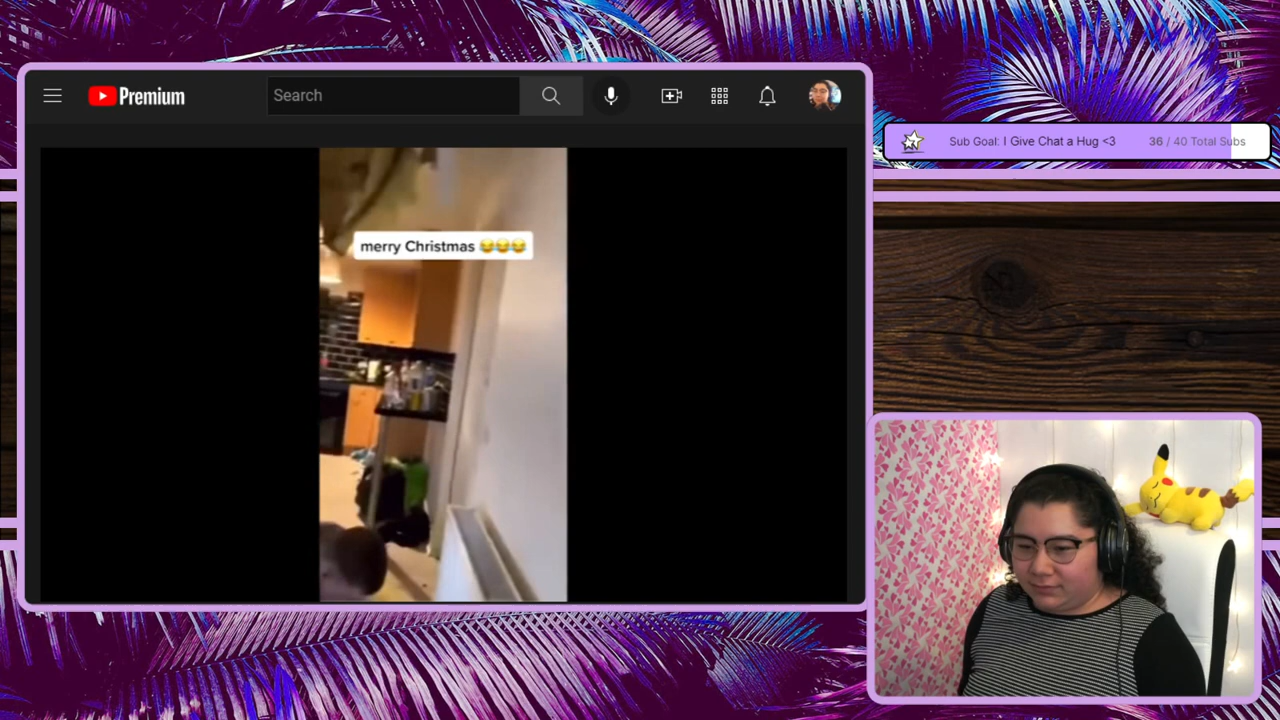 Premium
Search
Sub Goal: I Give Chat a Hug <3 36 / 40 Total Subs
merry Christmas 😂😂😂